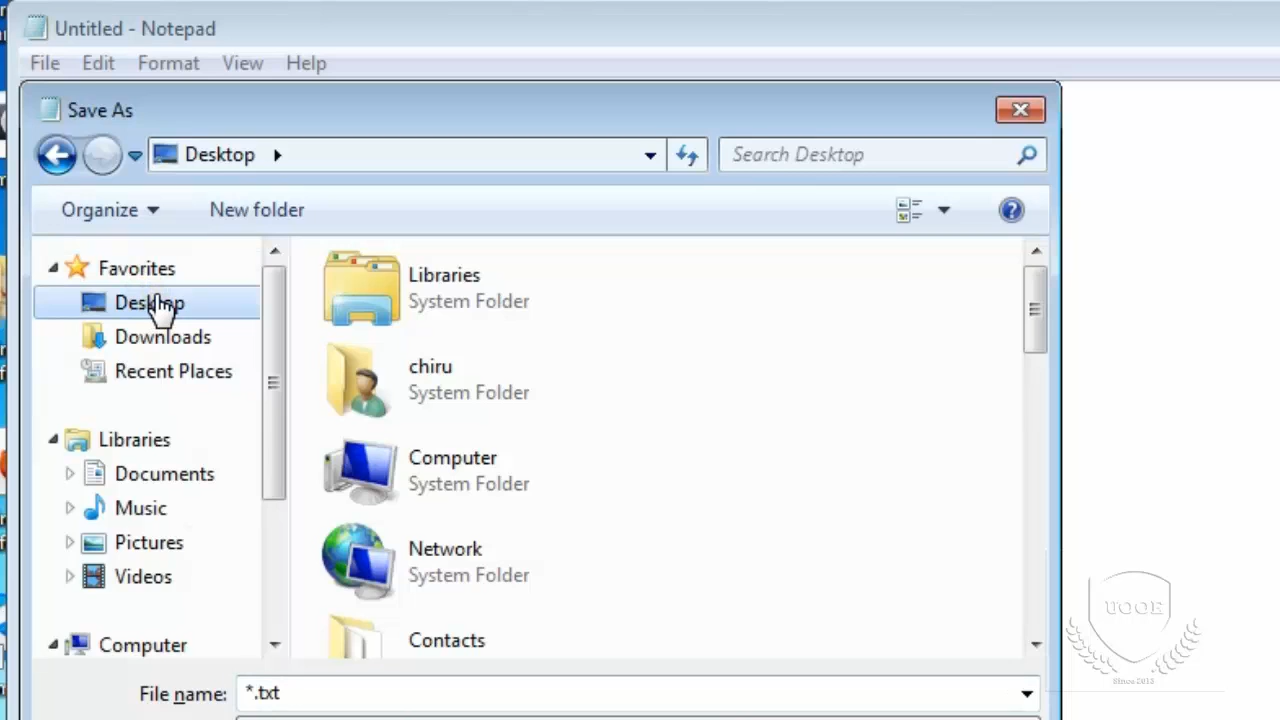 Untitled - Notepad
File Edit Format View Help
Save As
Desktop
Search Desktop
Organize New folder
Favorites
Desktop
Downloads
Recent Places
Libraries
Documents
Music
Pictures
Videos
Computer
Libraries
System Folder
chiru
System Folder
Computer
System Folder
Network
System Folder
Contacts
File name: *.txt
UOOE
Since 2013